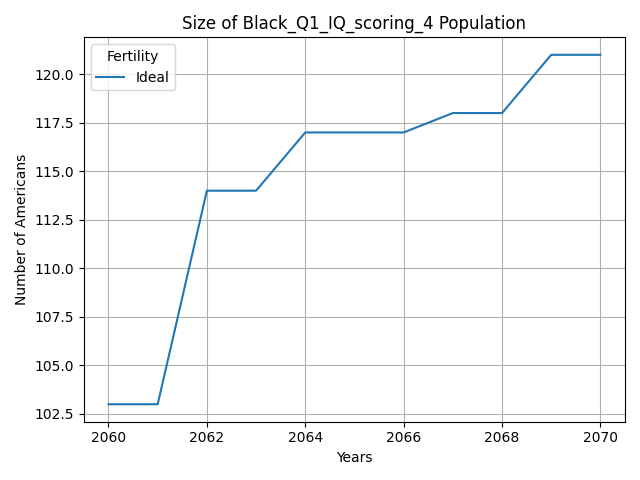 Size of Black_Q1_IQ_scoring_4 Population
Fertility
Ideal
120.0
117.5
115.0
112.5
110.0
107.5
105.0
102.5
Number of Americans
2060
2062
2064
2066
2068
2070
Years